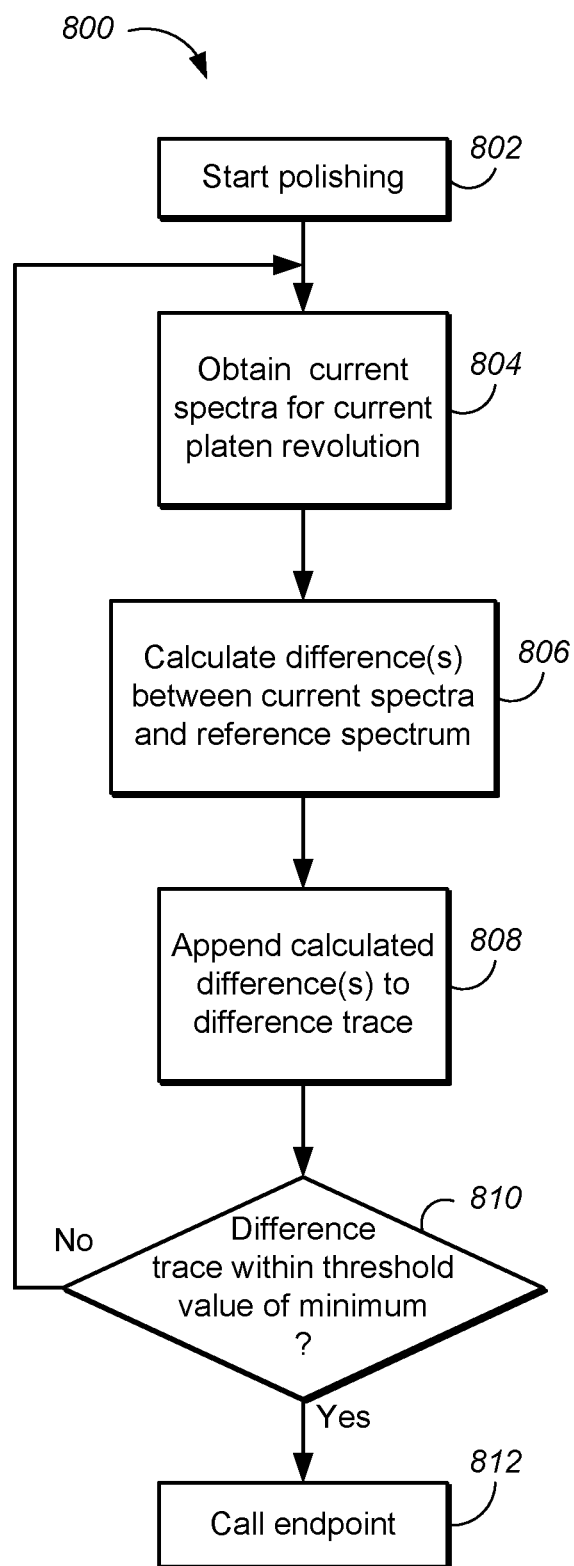 800
802
Start polishing
804
Obtain current
spectra for current
platen revolution
806
Calculate difference(s)
between current spectra
and reference spectrum
808
Append calculated
difference(s) to
difference trace
810
No
Difference
trace within threshold
value of minimum
?
Yes
812
Call endpoint